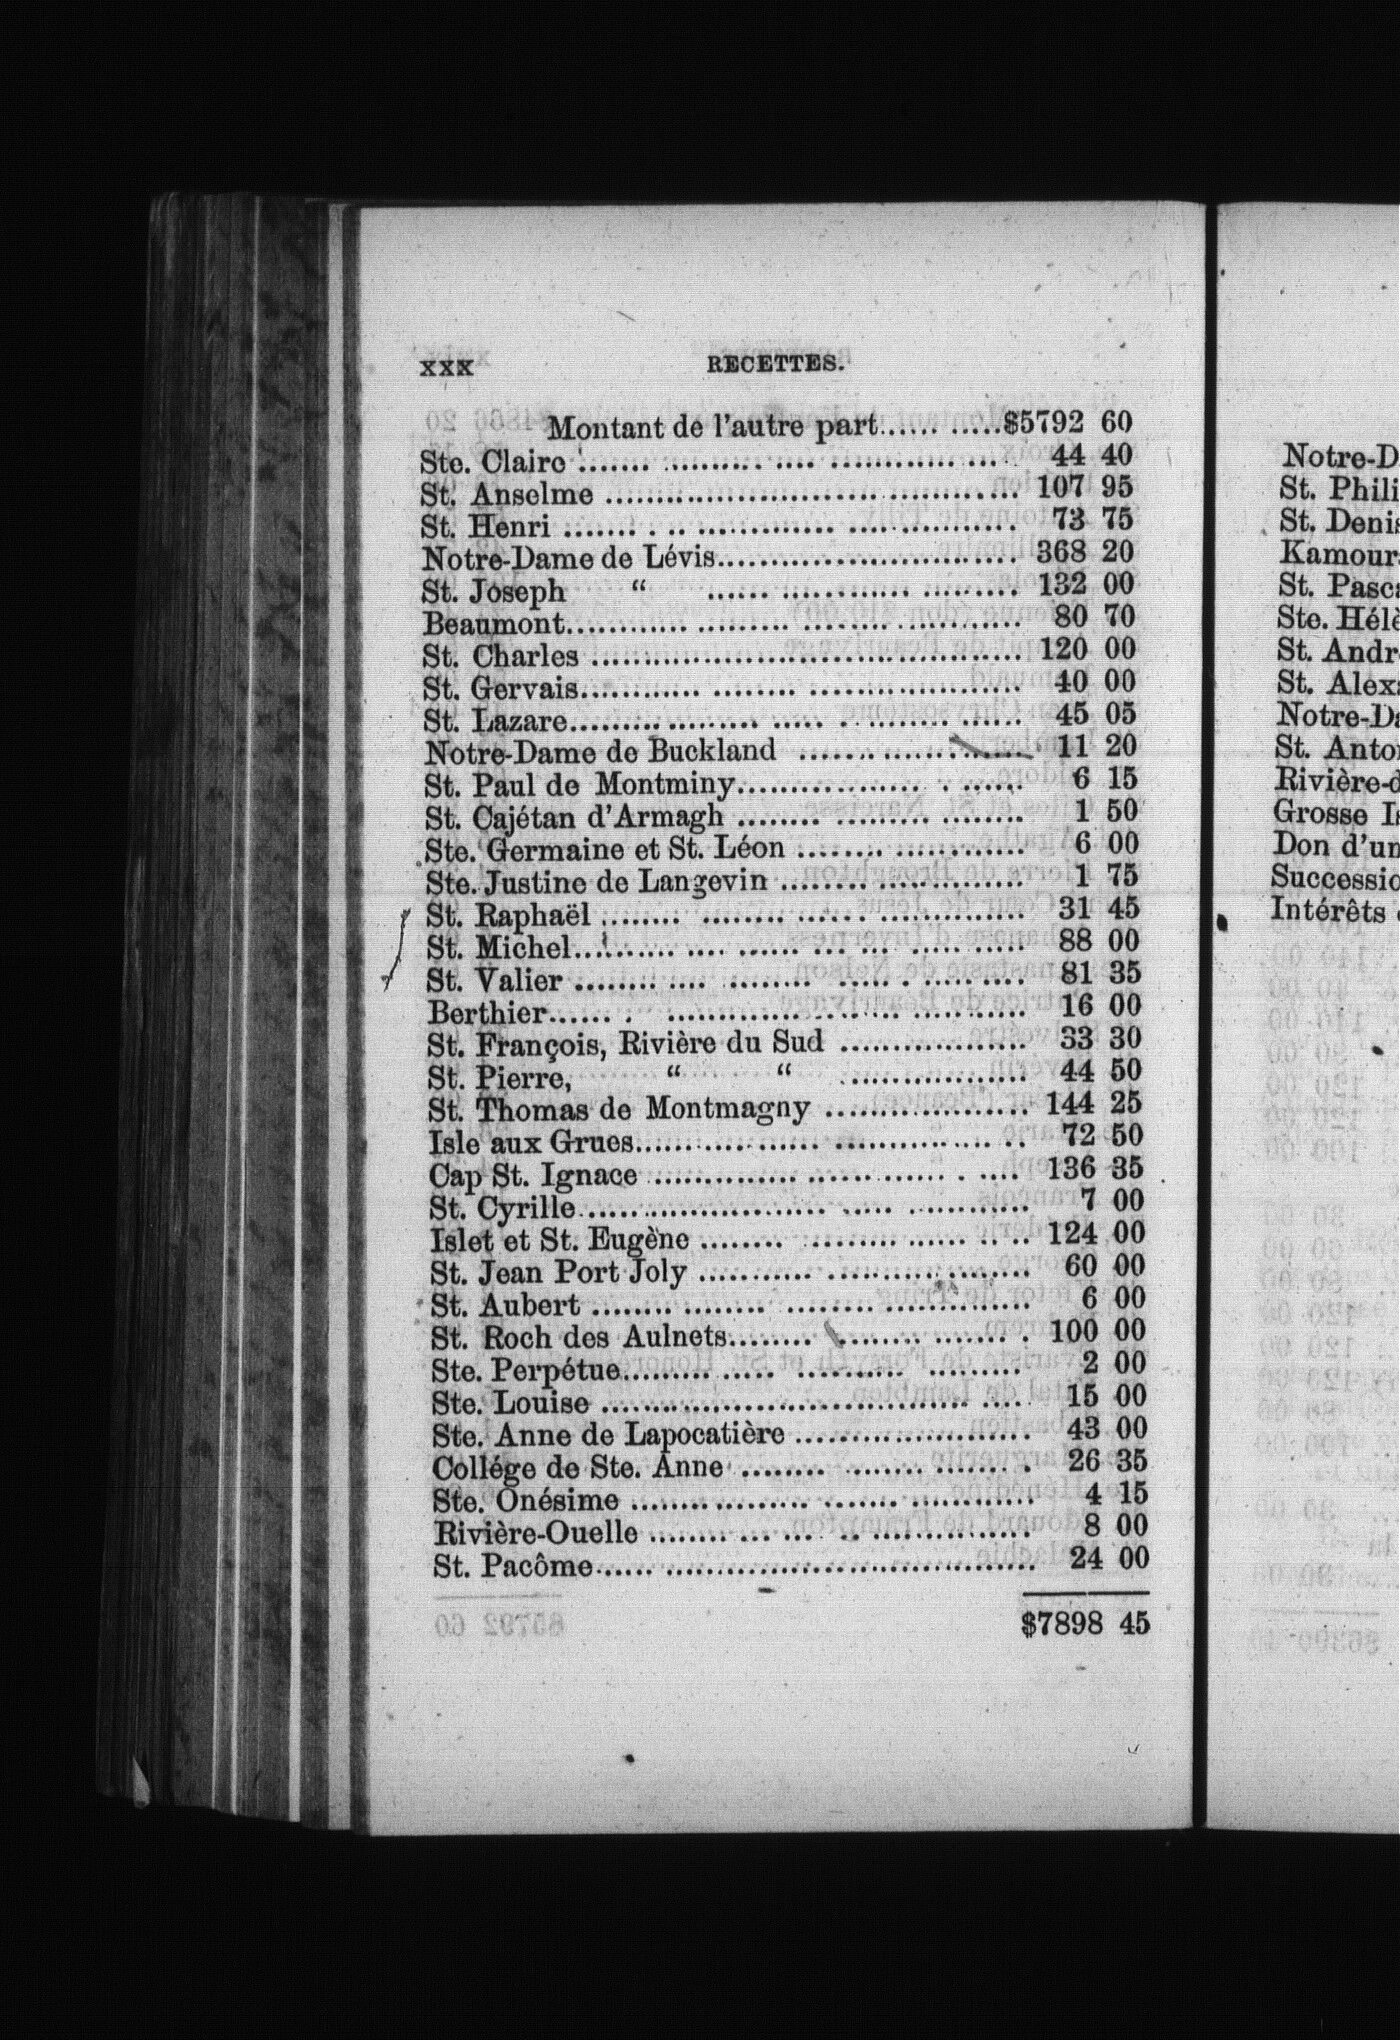 xxx RECETTES.
Montant de l'autre part.......... $5792 60
Ste. Claire .......... 44 40
St. Anselme .......... 107 95
St. Henri .......... 73 75
Notre-Dame de Lévis.......... 368 20
St. Joseph “ .......... 132 00
Beaumont.......... 80 70
St. Charles .......... 120 00
St. Gervais.......... 40 00
St. Lazare.......... 45 05
Notre-Dame de Buckland .......... 11 20
St. Paul de Montminy.......... 6 15
St. Cajétan d'Armagh .......... 1 50
Ste. Germaine et St. Léon .......... 6 00
Ste. Justine de Langevin .......... 1 75
St. Raphaël .......... 31 45
St. Michel.......... 88 00
St. Valier .......... 81 35
Berthier.......... 16 00
St. François, Rivière du Sud .......... 33 30
St. Pierre, “ “ .......... 44 50
St. Thomas de Montmagny .......... 144 25
Isle aux Grues.......... 72 50
Cap St. Ignace .......... 136 35
St. Cyrille.......... 7 00
Islet et St. Eugène .......... 124 00
St. Jean Port Joly .......... 60 00
St. Aubert .......... 6 00
St. Roch des Aulnets.......... 100 00
Ste. Perpétue.......... 2 00
Ste. Louise .......... 15 00
Ste. Anne de Lapocatière .......... 43 00
Collége de Ste. Anne .......... 26 35
Ste. Onésime .......... 4 15
Rivière-Ouelle .......... 8 00
St. Pacôme.......... 24 00
$7898 45
Notre-D
St. Phili
St. Denis
Kamour
St. Pasc
Ste. Hél
St. Andr
St. Alex
Notre-D
St. Anto
Rivière-d
Grosse I
Don d'un
Successio
Intérêts